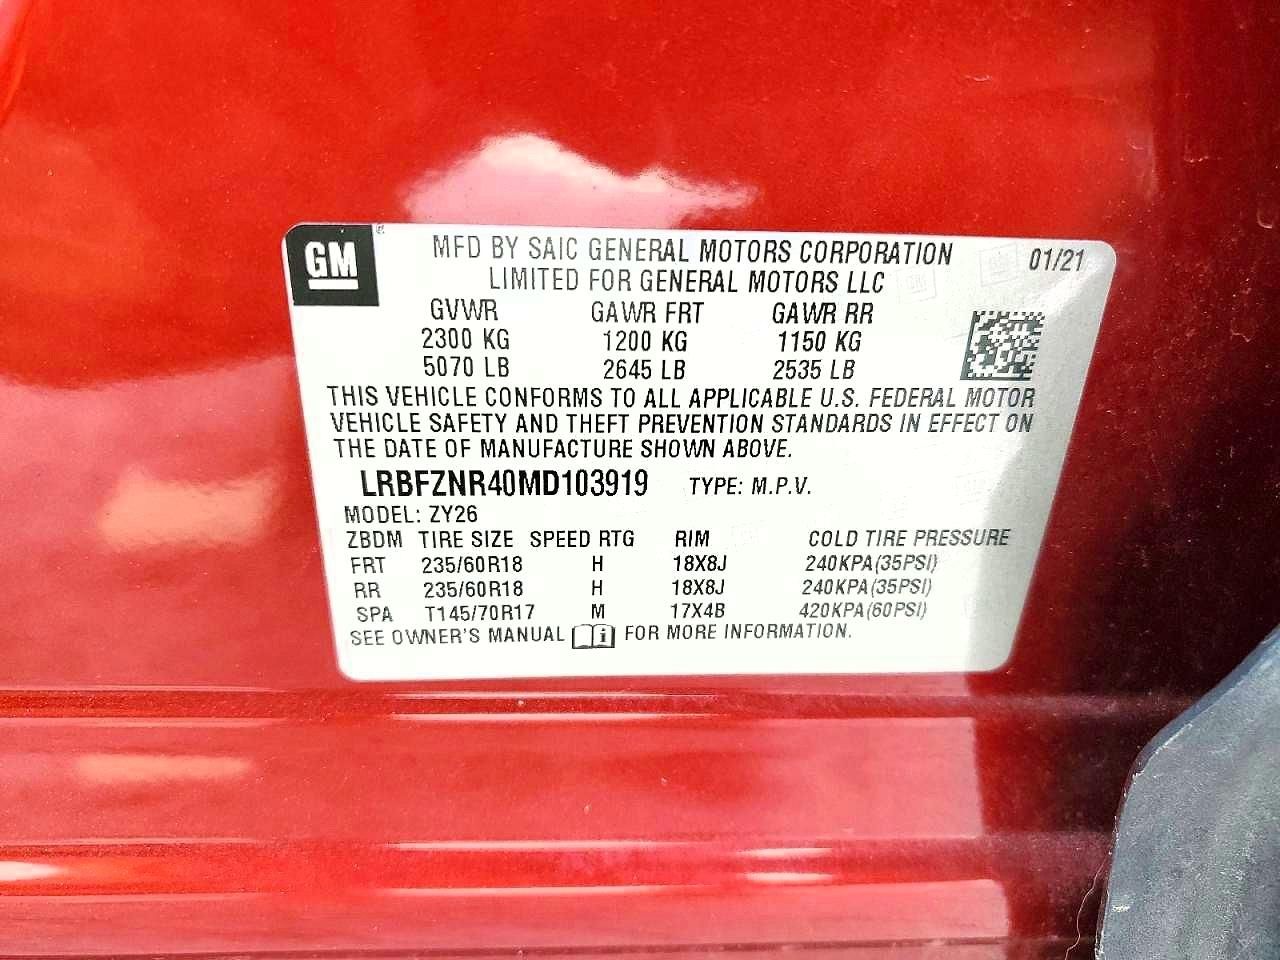 GM
MFD BY SAIC GENERAL MOTORS CORPORATION 01/21
LIMITED FOR GENERAL MOTORS LLC
GVWR GAWR FRT GAWR RR
2300 KG 1200 KG 1150 KG
5070 LB 2645 LB 2535 LB
THIS VEHICLE CONFORMS TO ALL APPLICABLE U.S. FEDERAL MOTOR
VEHICLE SAFETY AND THEFT PREVENTION STANDARDS IN EFFECT ON
THE DATE OF MANUFACTURE SHOWN ABOVE.
LRBFZNR40MD103919 TYPE: M.P.V.
MODEL: ZY26
ZBDM TIRE SIZE SPEED RTG RIM COLD TIRE PRESSURE
FRT 235/60R18 H 18X8J 240KPA(35PSI)
RR 235/60R18 H 18X8J 240KPA(35PSI)
SPA T145/70R17 M 17X4B 420KPA(60PSI)
SEE OWNER'S MANUAL i FOR MORE INFORMATION.